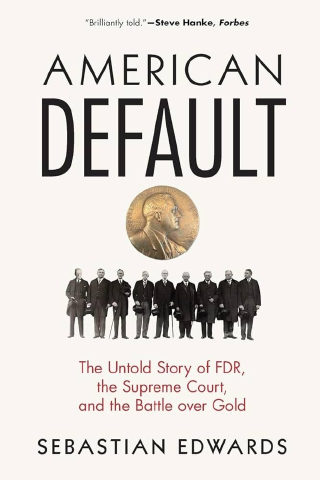 "Brilliantly told."—Steve Hanke, Forbes
AMERICAN
DEFAULT
The Untold Story of FDR,
the Supreme Court,
and the Battle over Gold
SEBASTIAN EDWARDS